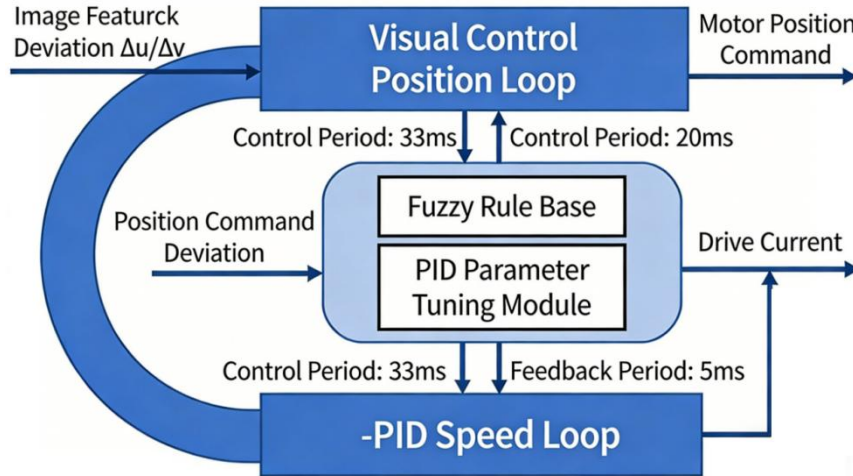 Image Featurck
Deviation Δu/Δv
Visual Control
Position Loop
Motor Position
Command
Control Period: 33ms
Control Period: 20ms
Position Command
Deviation
Fuzzy Rule Base
PID Parameter
Tuning Module
Drive Current
Control Period: 33ms
Feedback Period: 5ms
-PID Speed Loop